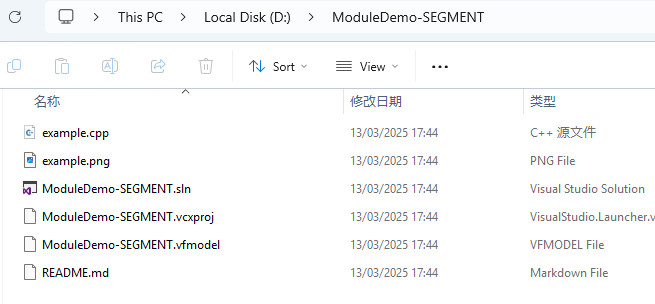 This PC > Local Disk (D:) > ModuleDemo-SEGMENT
Sort View
名称 修改日期 类型
example.cpp 13/03/2025 17:44 C++ 源文件
example.png 13/03/2025 17:44 PNG File
ModuleDemo-SEGMENT.sln 13/03/2025 17:44 Visual Studio Solution
ModuleDemo-SEGMENT.vcxproj 13/03/2025 17:44 VisualStudio.Launcher.v
ModuleDemo-SEGMENT.vfmodel 13/03/2025 17:44 VFMODEL File
README.md 13/03/2025 17:44 Markdown File